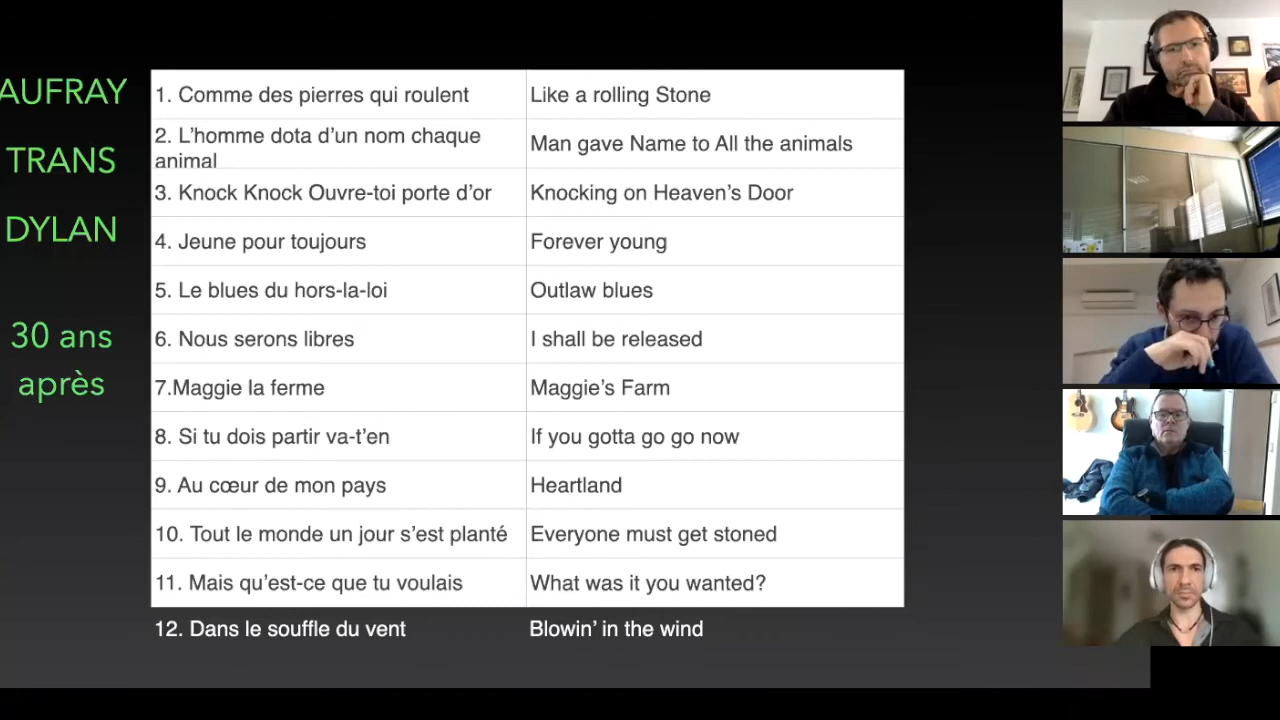 AUFRAY
TRANS
DYLAN
30 ans
après
1. Comme des pierres qui roulent
Like a rolling Stone
2. L'homme dota d'un nom chaque
animal
Man gave Name to All the animals
3. Knock Knock Ouvre-toi porte d'or
Knocking on Heaven's Door
4. Jeune pour toujours
Forever young
5. Le blues du hors-la-loi
Outlaw blues
6. Nous serons libres
I shall be released
7.Maggie la ferme
Maggie's Farm
8. Si tu dois partir va-t'en
If you gotta go go now
9. Au cœur de mon pays
Heartland
10. Tout le monde un jour s'est planté
Everyone must get stoned
11. Mais qu'est-ce que tu voulais
What was it you wanted?
12. Dans le souffle du vent
Blowin' in the wind